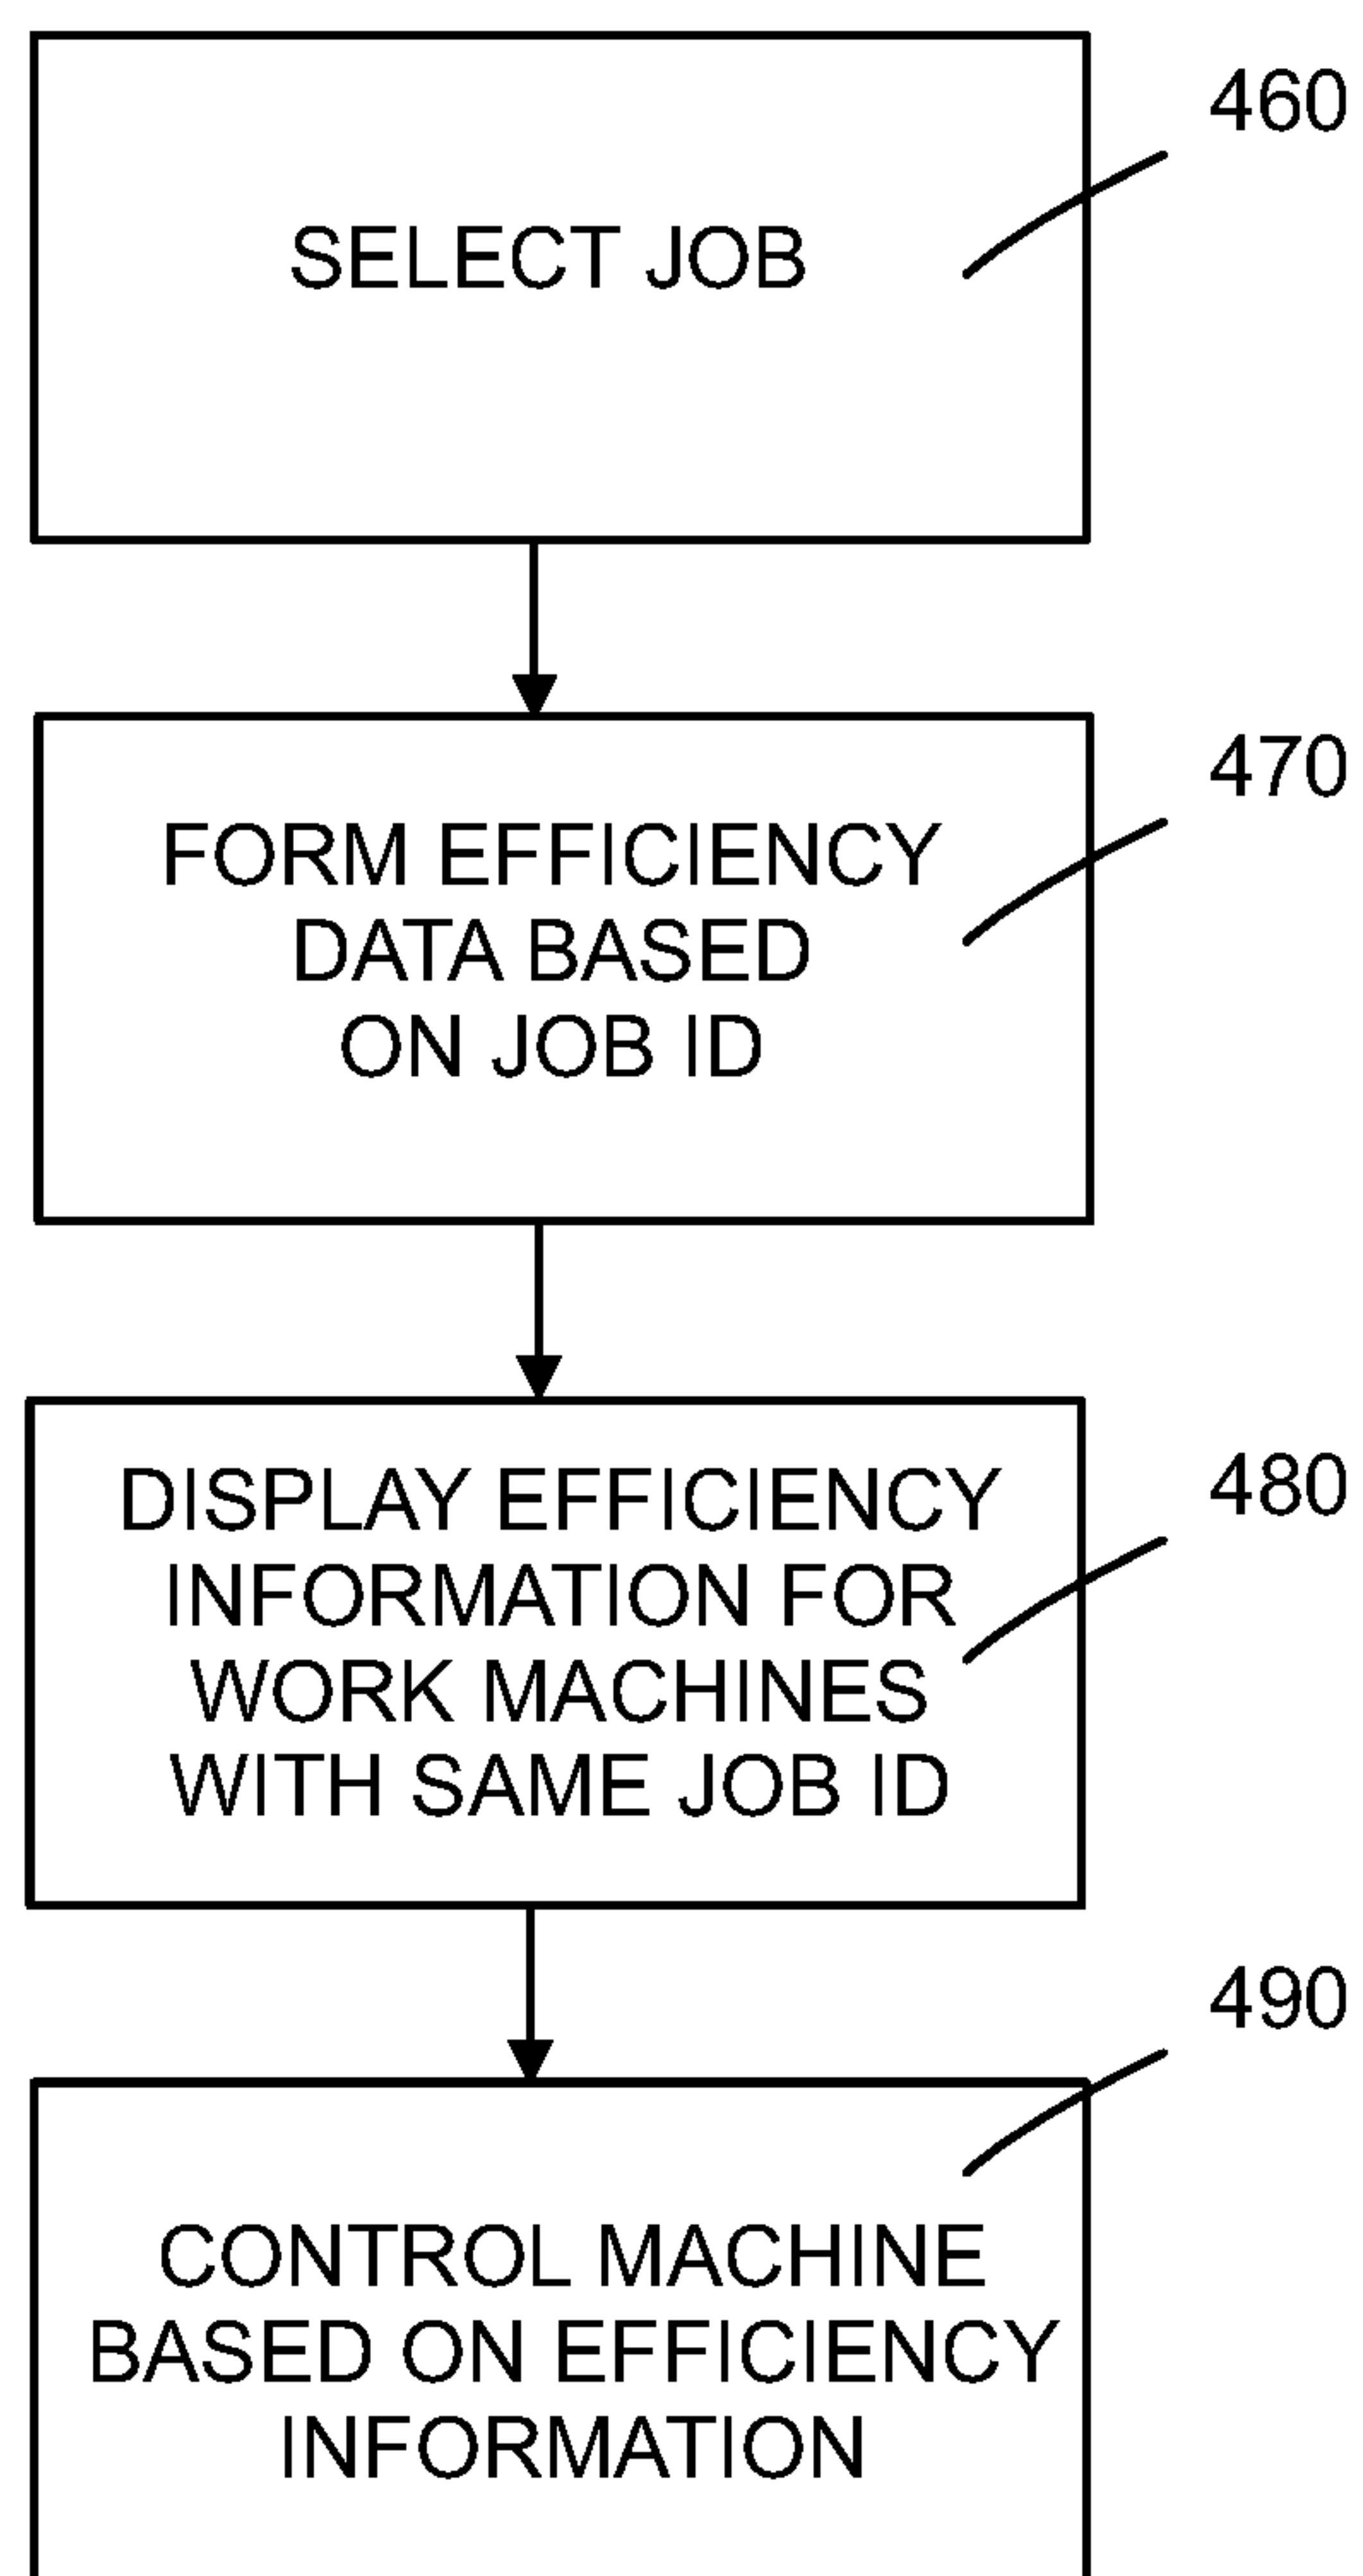 460
SELECT JOB
470
FORM EFFICIENCY
DATA BASED
ON JOB ID
480
DISPLAY EFFICIENCY
INFORMATION FOR
WORK MACHINES
WITH SAME JOB ID
490
CONTROL MACHINE
BASED ON EFFICIENCY
INFORMATION